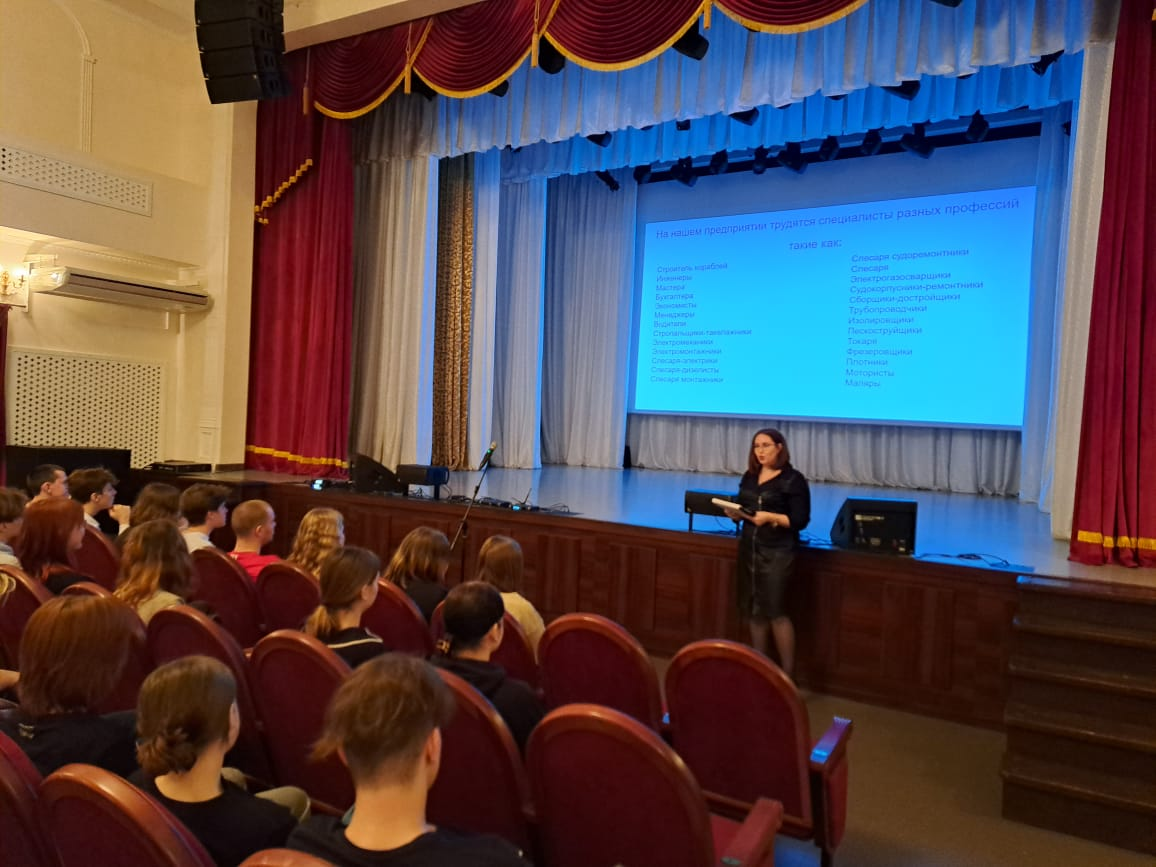 На нашем предприятии трудятся специалисты разных профессий
такие как:
Строитель кораблей
Инженеры
Мастера
Бухгалтера
Экономисты
Менеджеры
Водители
Стропальщики-такелажники
Электромеханики
Электромонтажники
Слесаря-электрики
Слесаря-дизелисты
Слесаря монтажники
Слесаря судоремонтники
Слесаря
Электрогазосварщики
Судокорпусники-ремонтники
Сборщики-достройщики
Трубопроводчики
Изолировщики
Пескоструйщики
Токаря
Фрезеровщики
Плотники
Мотористы
Маляры